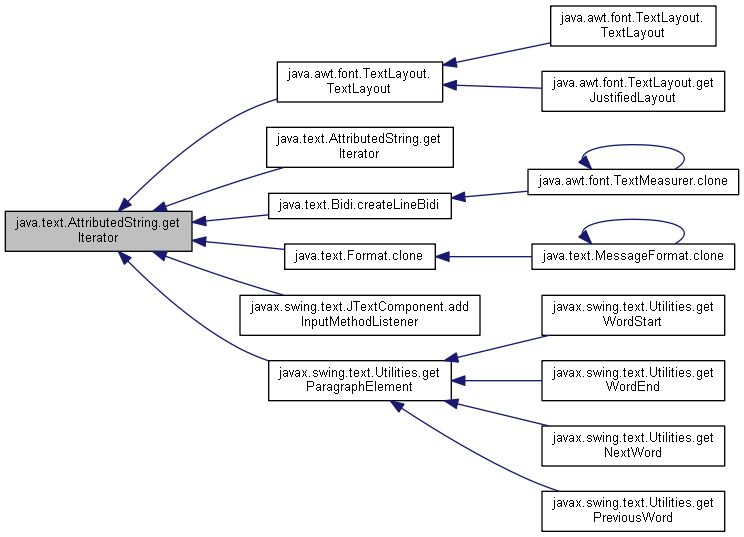 java.awt.font.TextLayout.
TextLayout
java.awt.font.TextLayout.
TextLayout
java.awt.font.TextLayout.get
JustifiedLayout
java.text.AttributedString.get
Iterator
java.awt.font.TextMeasurer.clone
java.text.Bidi.createLineBidi
java.text.AttributedString.get
Iterator
java.text.Format.clone
java.text.MessageFormat.clone
javax.swing.text.JTextComponent.add
InputMethodListener
javax.swing.text.Utilities.get
WordStart
javax.swing.text.Utilities.get
ParagraphElement
javax.swing.text.Utilities.get
WordEnd
javax.swing.text.Utilities.get
NextWord
javax.swing.text.Utilities.get
PreviousWord